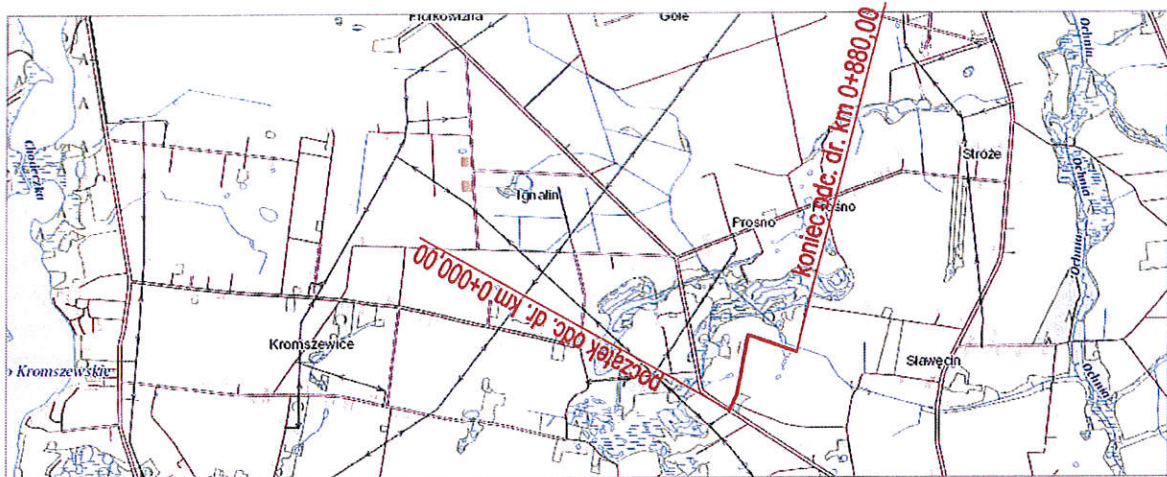 Gole
koniec odc. dr. km 0+880,00
Ochnia
Chodeczka
Stróże
Ignalin
Ochnia
Prosno
Prosno
początek odc. dr. km 0+000,00
Ochnia
Kromszewice
o Kromszewskie
Sławęcin
Ochnia